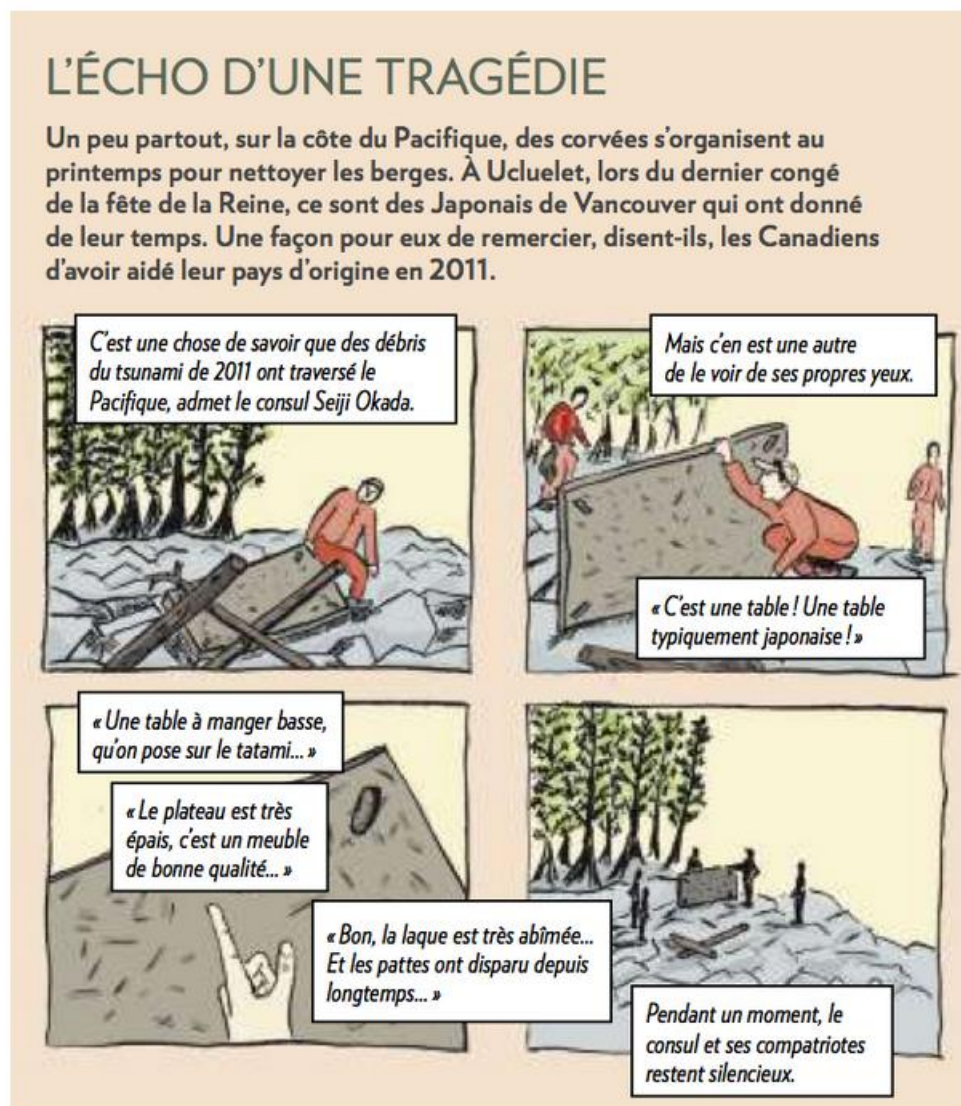 L'ÉCHO D'UNE TRAGÉDIE
Un peu partout, sur la côte du Pacifique, des corvées s'organisent au
printemps pour nettoyer les berges. À Ucluelet, lors du dernier congé
de la fête de la Reine, ce sont des Japonais de Vancouver qui ont donné
de leur temps. Une façon pour eux de remercier, disent-ils, les Canadiens
d'avoir aidé leur pays d'origine en 2011.
C'est une chose de savoir que des débris
du tsunami de 2011 ont traversé le
Pacifique, admet le consul Seiji Okada.
Mais c'en est une autre
de le voir de ses propres yeux.
« C'est une table ! Une table
typiquement japonaise ! »
« Une table à manger basse,
qu'on pose sur le tatami... »
« Le plateau est très
épais, c'est un meuble
de bonne qualité... »
« Bon, la laque est très abîmée...
Et les pattes ont disparu depuis
longtemps... »
Pendant un moment, le
consul et ses compatriotes
restent silencieux.